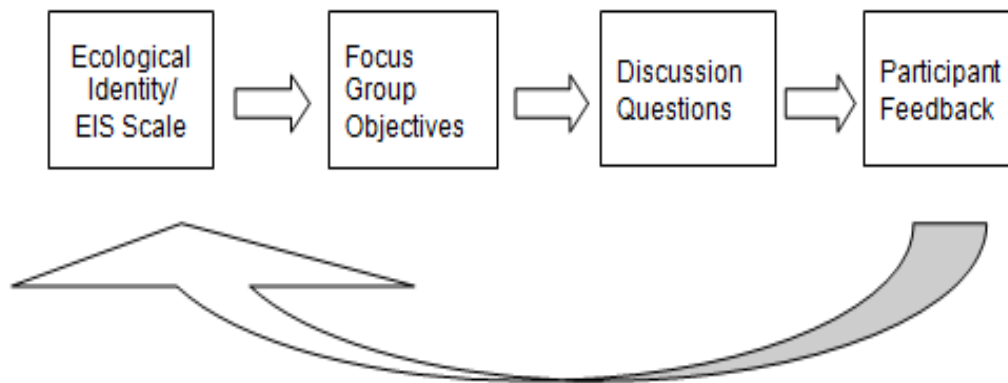 Ecological
Identity/
EIS Scale
Focus
Group
Objectives
Discussion
Questions
Participant
Feedback